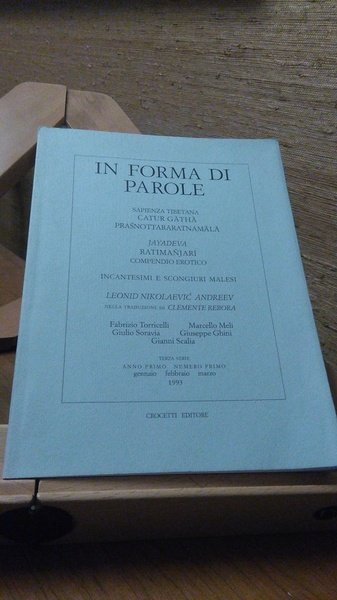 IN FORMA DI
PAROLE
SAPIENZA TIBETANA
CATUR GĀTHĀ
PRAŚNOTTARARATNAMĀLĀ
JAYADEVA
RATIMAÑJARĪ
COMPENDIO EROTICO
INCANTESIMI E SCONGIURI MALESI
LEONID NIKOLAEVIČ ANDREEV
NELLA TRADUZIONE DI CLEMENTE REBORA
Fabrizio Torricelli Marcello Meli
Giulio Soravia Giuseppe Ghini
Gianni Scalia
TERZA SERIE
ANNO PRIMO NUMERO PRIMO
gennaio febbraio marzo
1993
CROCETTI EDITORE